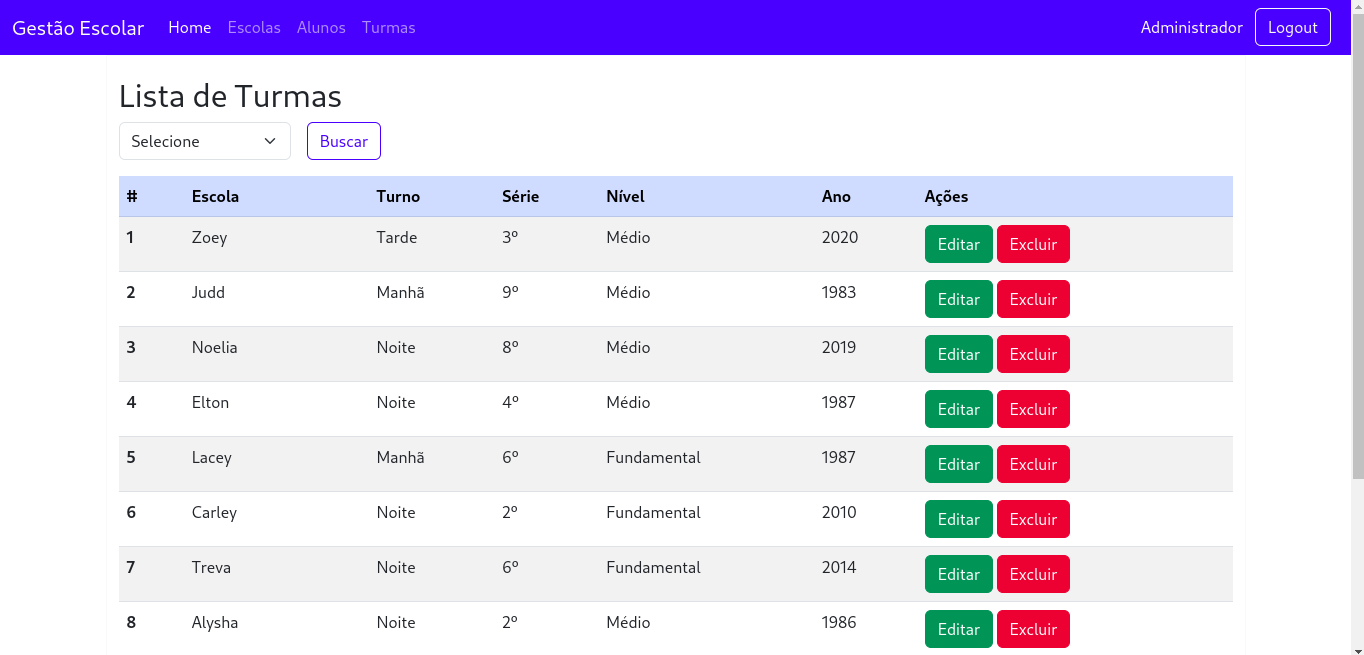 Gestão Escolar Home Escolas Alunos Turmas Administrador Logout
Lista de Turmas
Selecione Buscar
# Escola Turno Série Nível Ano Ações
1 Zoey Tarde 3º Médio 2020 Editar Excluir
2 Judd Manhã 9º Médio 1983 Editar Excluir
3 Noelia Noite 8º Médio 2019 Editar Excluir
4 Elton Noite 4º Médio 1987 Editar Excluir
5 Lacey Manhã 6º Fundamental 1987 Editar Excluir
6 Carley Noite 2º Fundamental 2010 Editar Excluir
7 Treva Noite 6º Fundamental 2014 Editar Excluir
8 Alysha Noite 2º Médio 1986 Editar Excluir